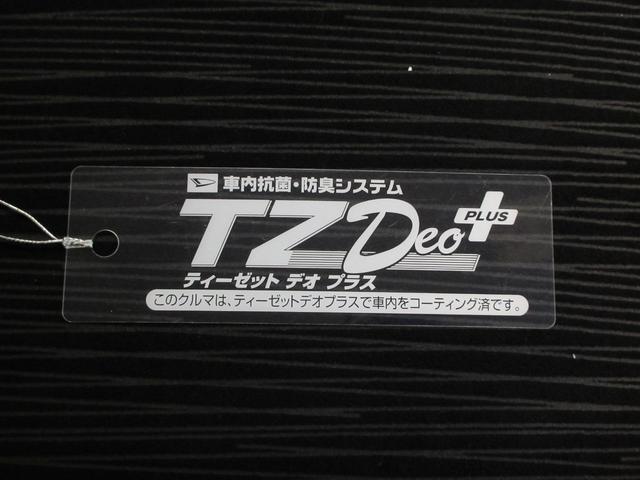 車内抗菌・防臭システム
TZ Deo PLUS
ティーゼット デオ プラス
このクルマは、ティーゼットデオプラスで車内をコーティング済です。